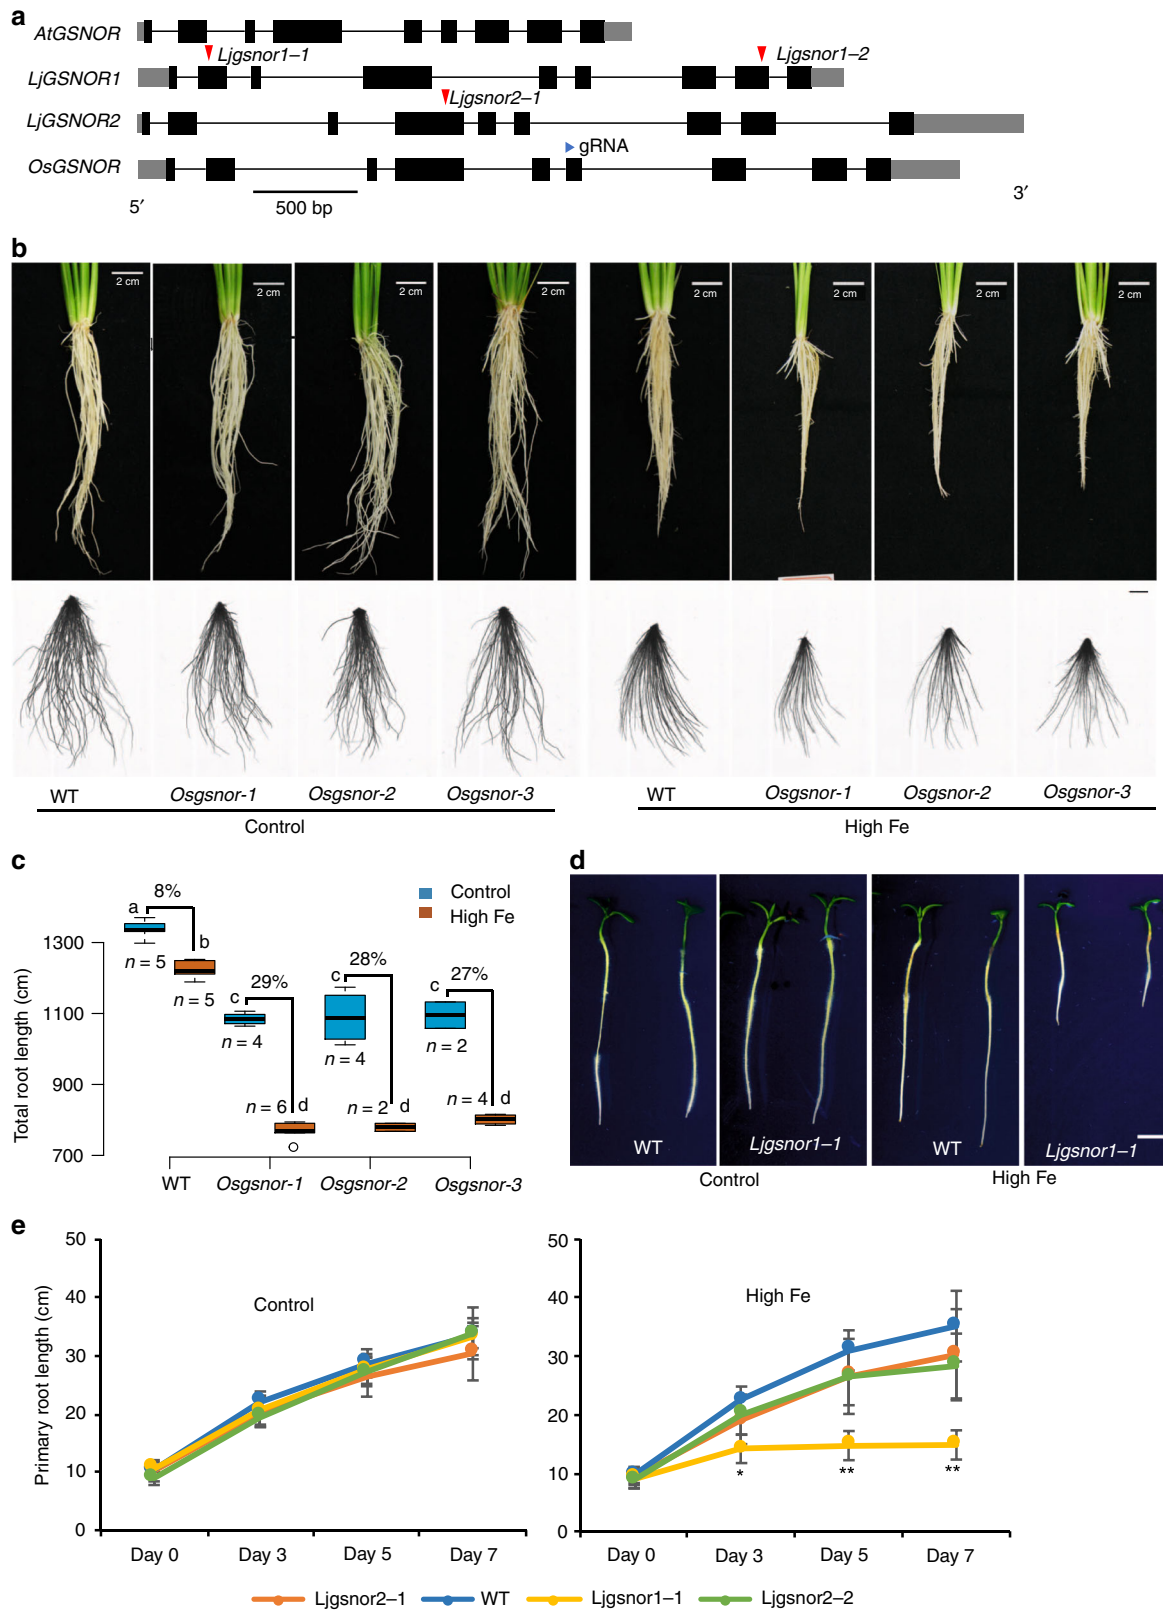 a
AtGSNOR
Ljgsnor1–1
Ljgsnor1–2
LjGSNOR1
Ljgsnor2–1
LjGSNOR2
gRNA
OsGSNOR
5′
500 bp
3′
b
2 cm
2 cm
2 cm
2 cm
2 cm
2 cm
2 cm
2 cm
WT
Osgsnor-1
Osgsnor-2
Osgsnor-3
WT
Osgsnor-1
Osgsnor-2
Osgsnor-3
Control
High Fe
c
Total root length (cm)
1300
1100
900
700
Control
High Fe
8%
a
b
n = 5
n = 5
29%
c
n = 4
n = 6
d
28%
c
n = 4
n = 2
d
27%
c
n = 2
n = 4
d
WT
Osgsnor-1
Osgsnor-2
Osgsnor-3
d
WT
Ljgsnor1–1
WT
Ljgsnor1–1
Control
High Fe
e
Primary root length (cm)
50
40
30
20
10
0
Control
Day 0
Day 3
Day 5
Day 7
50
40
30
20
10
0
High Fe
*
**
**
Day 0
Day 3
Day 5
Day 7
Ljgsnor2–1
WT
Ljgsnor1–1
Ljgsnor2–2